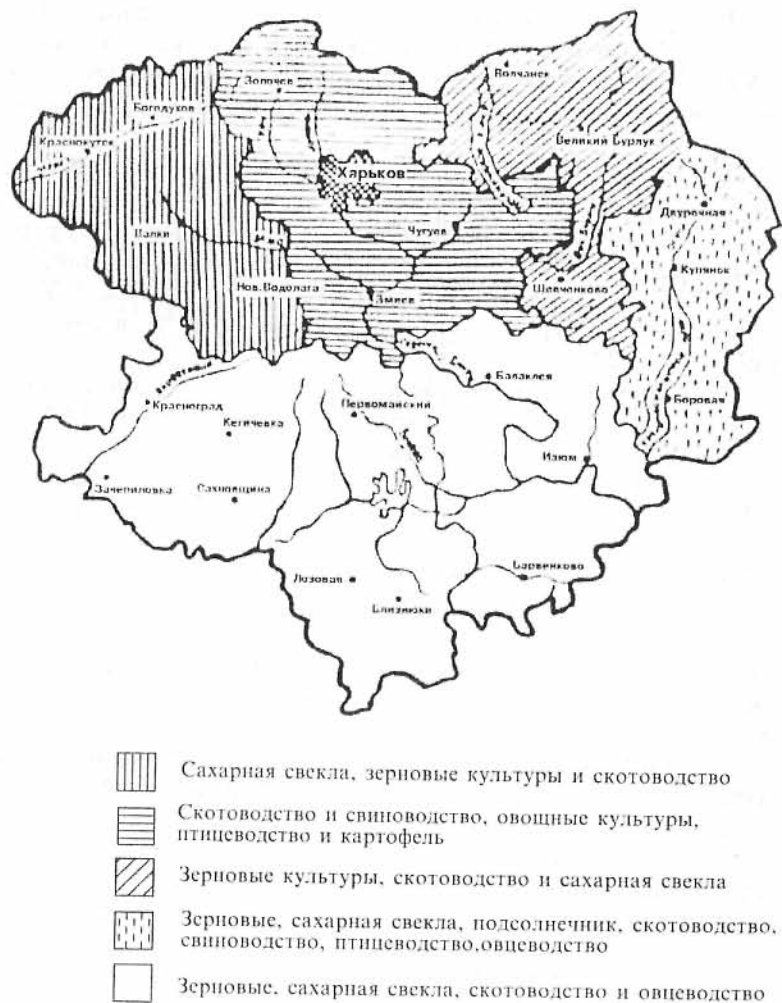 Золочев
Волчанск
Богодухов
Великий Бурлук
Краснокутск
Харьков
Двуречная
Валки
Чугуев
Купянск
Нов. Водолага
Змиев
Шевченково
Балаклея
Боровая
Красноград
Первомайский
Кегичевка
Изюм
Зачепиловка
Сахновщина
Барвенково
Лозовая
Близнюки
Сахарная свекла, зерновые культуры и скотоводство
Скотоводство и свиноводство, овощные культуры,
птицеводство и картофель
Зерновые культуры, скотоводство и сахарная свекла
Зерновые, сахарная свекла, подсолнечник, скотоводство,
свиноводство, птицеводство,овцеводство
Зерновые, сахарная свекла, скотоводство и овцеводство